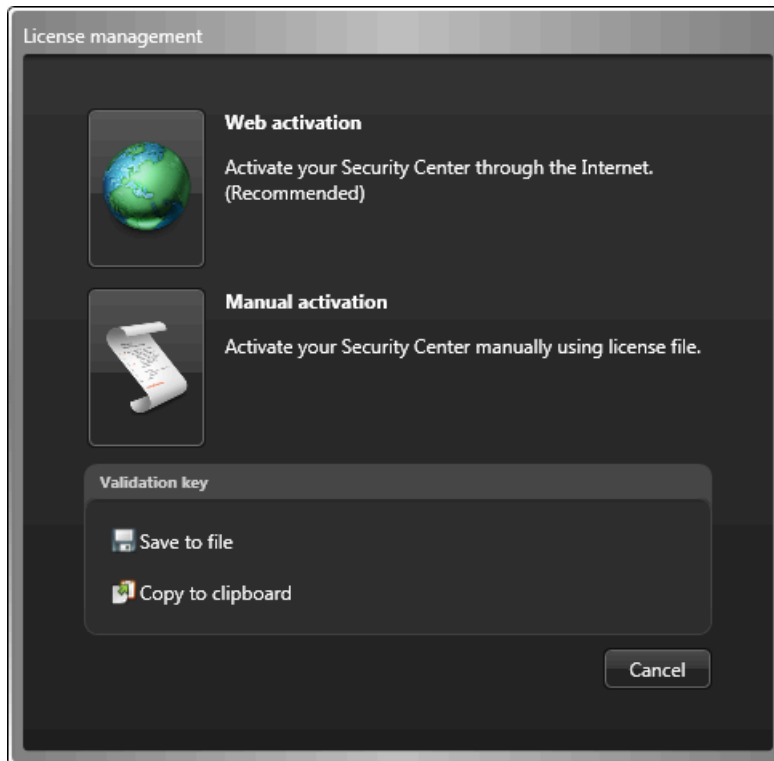 License management
Web activation
Activate your Security Center through the Internet.
(Recommended)
Manual activation
Activate your Security Center manually using license file.
Validation key
Save to file
Copy to clipboard
Cancel